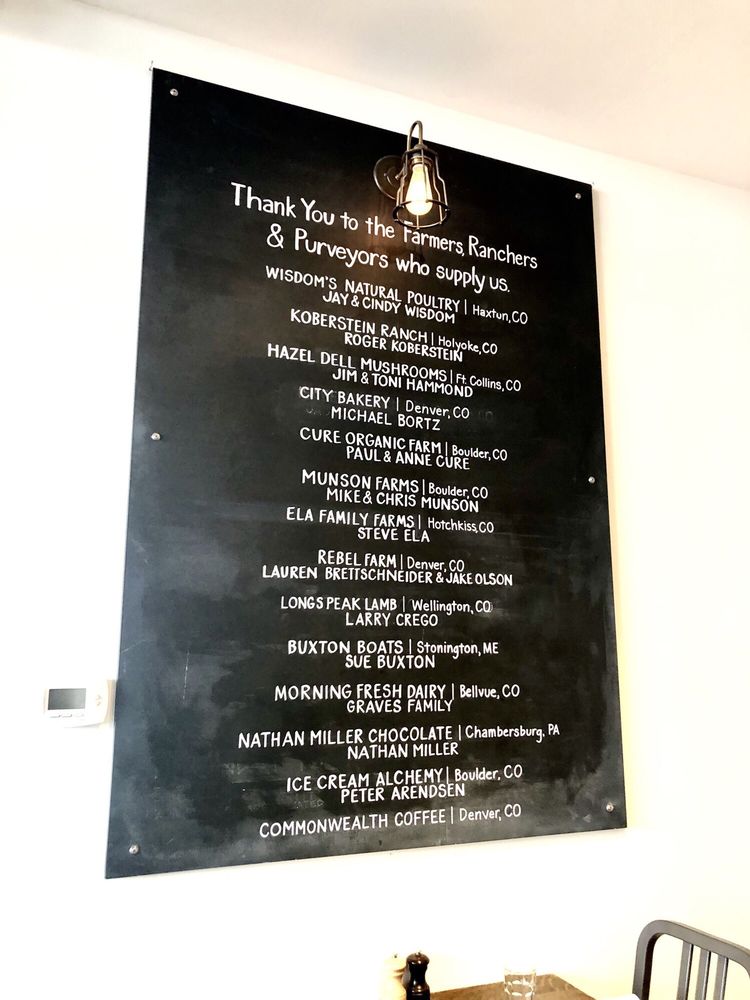 Thank You to the Farmers, Ranchers
& Purveyors who supply us.
WISDOM'S NATURAL POULTRY | Haxtun, CO
JAY & CINDY WISDOM
KOBERSTEIN RANCH | Holyoke, CO
ROGER KOBERSTEIN
HAZEL DELL MUSHROOMS | Ft. Collins, CO
JIM & TONI HAMMOND
CITY BAKERY | Denver, CO
MICHAEL BORTZ
CURE ORGANIC FARM | Boulder, CO
PAUL & ANNE CURE
MUNSON FARMS | Boulder, CO
MIKE & CHRIS MUNSON
ELA FAMILY FARMS | Hotchkiss, CO
STEVE ELA
REBEL FARM | Denver, CO
LAUREN BRETTSCHNEIDER & JAKE OLSON
LONGS PEAK LAMB | Wellington, CO
LARRY CREGO
BUXTON BOATS | Stonington, ME
SUE BUXTON
MORNING FRESH DAIRY | Bellvue, CO
GRAVES FAMILY
NATHAN MILLER CHOCOLATE | Chambersburg, PA
NATHAN MILLER
ICE CREAM ALCHEMY | Boulder, CO
PETER ARENDSEN
COMMONWEALTH COFFEE | Denver, CO